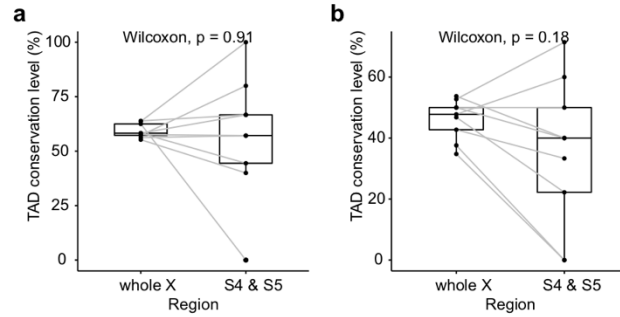 a
Wilcoxon, p = 0.91
TAD conservation level (%)
100
75
50
25
0
whole X
S4 & S5
Region
b
Wilcoxon, p = 0.18
TAD conservation level (%)
60
40
20
0
whole X
S4 & S5
Region